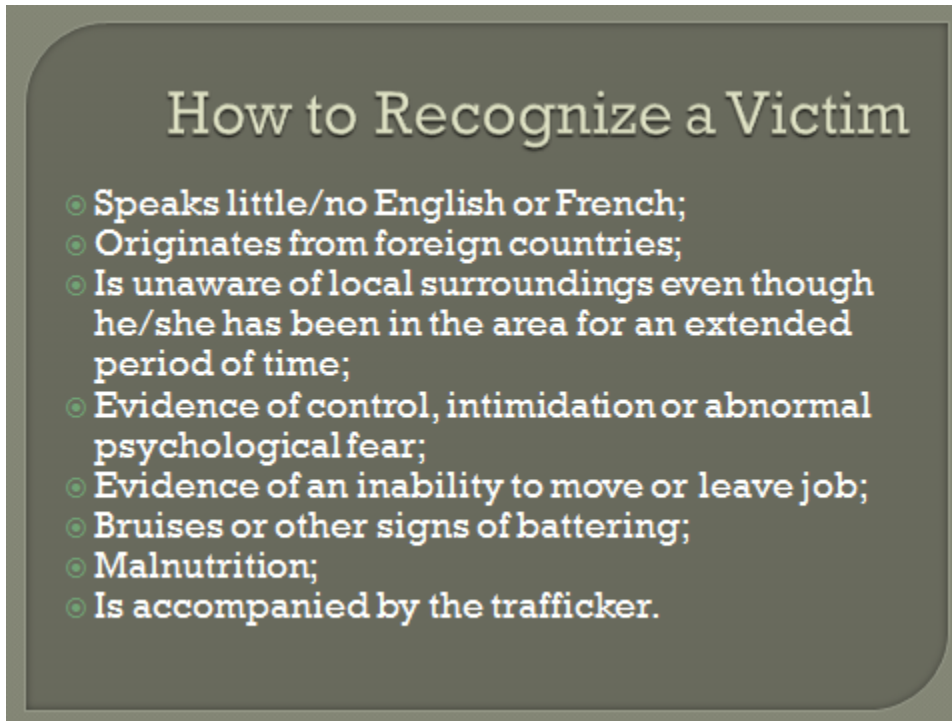 How to Recognize a Victim
Speaks little/no English or French;
Originates from foreign countries;
Is unaware of local surroundings even though
he/she has been in the area for an extended
period of time;
Evidence of control, intimidation or abnormal
psychological fear;
Evidence of an inability to move or leave job;
Bruises or other signs of battering;
Malnutrition;
Is accompanied by the trafficker.